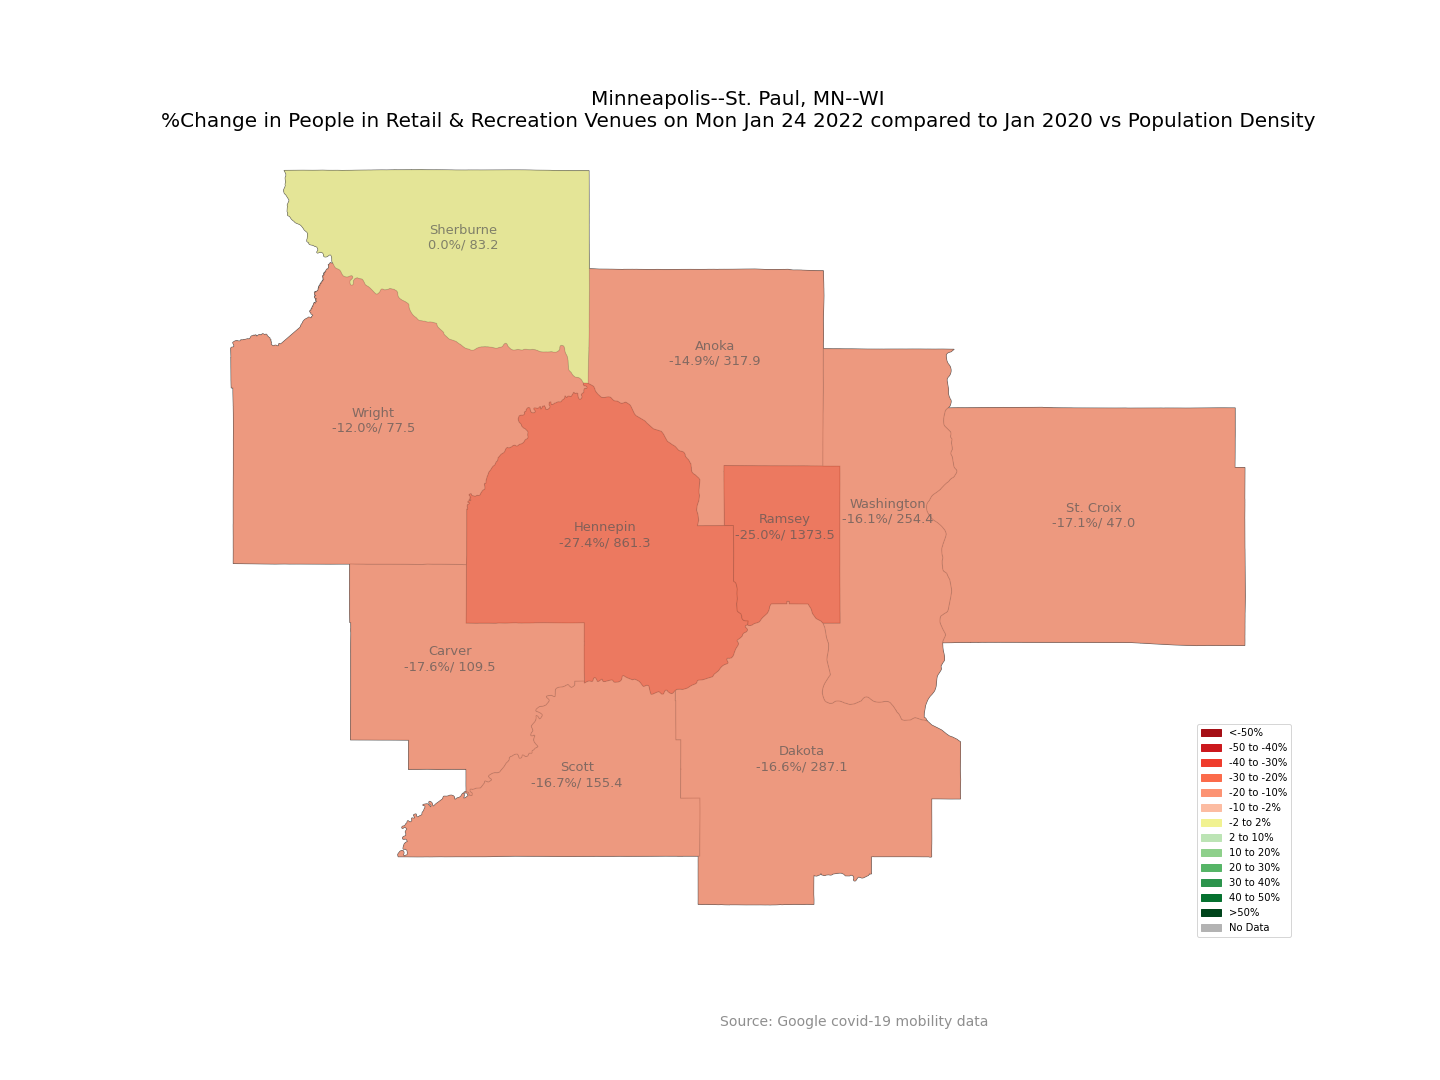 Minneapolis--St. Paul, MN--WI
%Change in People in Retail & Recreation Venues on Mon Jan 24 2022 compared to Jan 2020 vs Population Density
Sherburne
0.0%/ 83.2
Anoka
-14.9%/ 317.9
Wright
-12.0%/ 77.5
Washington
-16.1%/ 254.4
St. Croix
-17.1%/ 47.0
Ramsey
-25.0%/ 1373.5
Hennepin
-27.4%/ 861.3
Carver
-17.6%/ 109.5
Dakota
-16.6%/ 287.1
Scott
-16.7%/ 155.4
<-50%
-50 to -40%
-40 to -30%
-30 to -20%
-20 to -10%
-10 to -2%
-2 to 2%
2 to 10%
10 to 20%
20 to 30%
30 to 40%
40 to 50%
>50%
No Data
Source: Google covid-19 mobility data